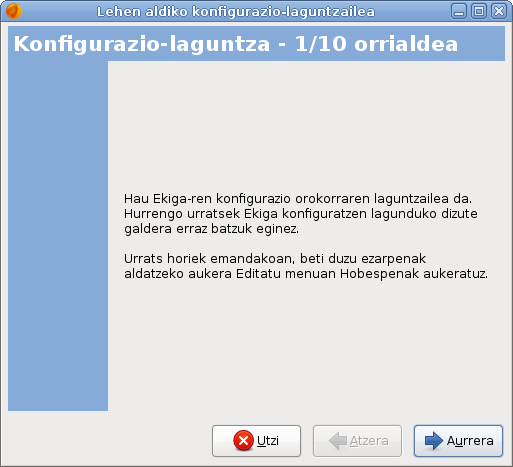 Lehen aldiko konfigurazio-laguntzailea
Konfigurazio-laguntza - 1/10 orrialdea
Hau Ekiga-ren konfigurazio orokorraren laguntzailea da.
Hurrengo urratsek Ekiga konfiguratzen lagunduko dizute
galdera erraz batzuk eginez.
Urrats horiek emandakoan, beti duzu ezarpenak
aldatzeko aukera Editatu menuan Hobespenak aukeratuz.
Utzi
Atzera
Aurrera